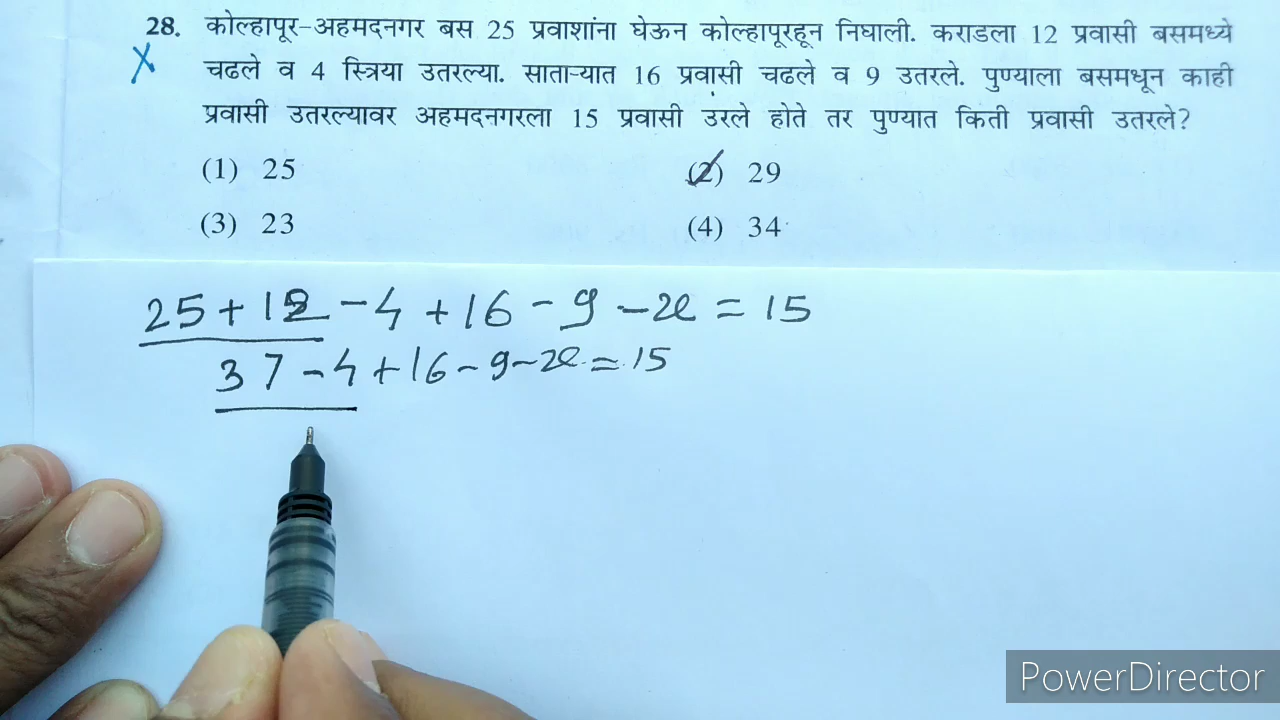 28. कोल्हापूर-अहमदनगर बस 25 प्रवाशांना घेऊन कोल्हापूरहून निघाली. कराडला 12 प्रवासी बसमध्ये
चढले व 4 स्त्रिया उतरल्या. साताऱ्यात 16 प्रवासी चढले व 9 उतरले. पुण्याला बसमधून काही
प्रवासी उतरल्यावर अहमदनगरला 15 प्रवासी उरले होते तर पुण्यात किती प्रवासी उतरले?
(1) 25 (2) 29
(3) 23 (4) 34
25 + 12 - 4 + 16 - 9 - x = 15
37 - 4 + 16 - 9 - x = 15
PowerDirector